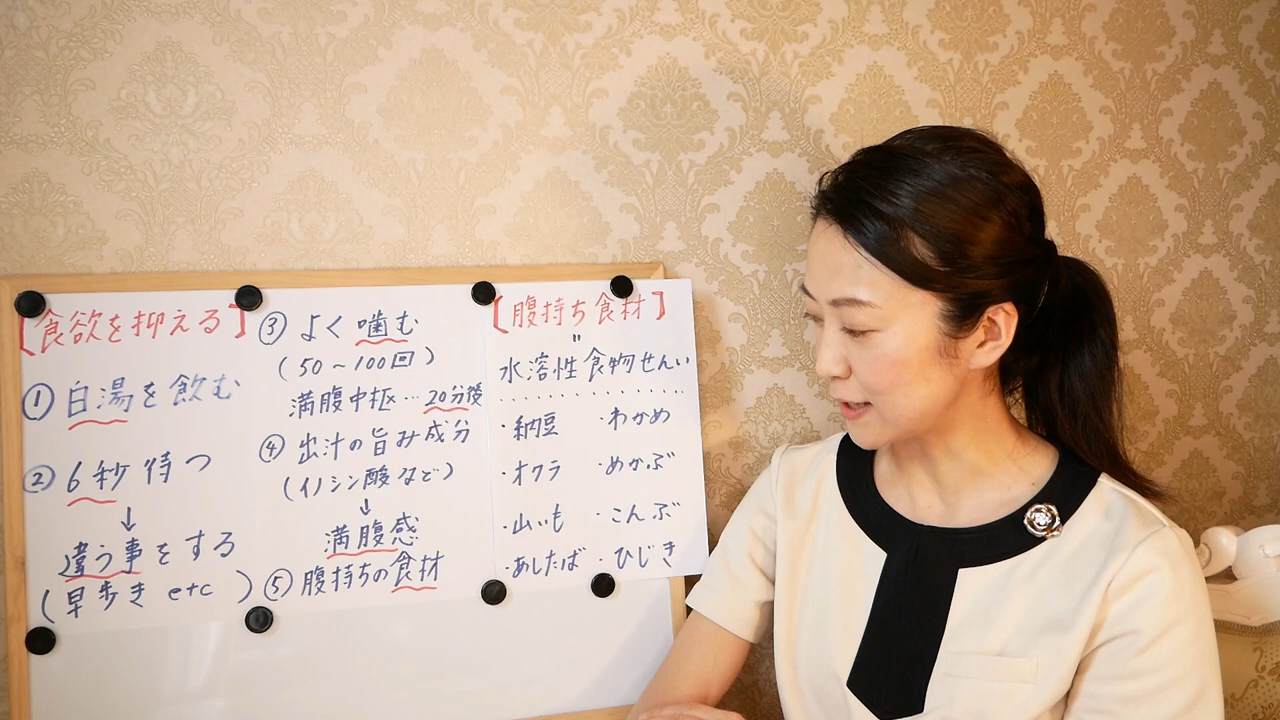 【食欲を抑える】
①白湯を飲む
②6秒待つ
↓
違う事をする
(早歩き etc )
③よく噛む
(50～100回)
満腹中枢…20分後
④出汁の旨み成分
(イノシン酸など)
↓
満腹感
⑤腹持ちの食材
【腹持ち食材】
〃
水溶性食物せんい
・納豆
・オクラ
・山いも
・あしたば
・わかめ
・めかぶ
・こんぶ
・ひじき